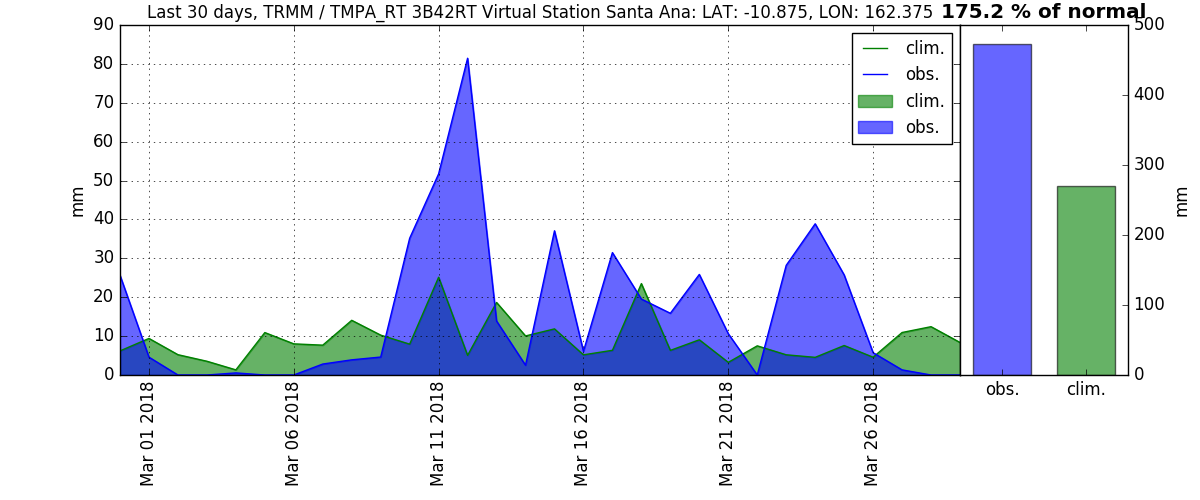 Last 30 days, TRMM / TMPA_RT 3B42RT Virtual Station Santa Ana: LAT: -10.875, LON: 162.375 175.2 % of normal
90
80
70
60
50
40
30
20
10
0
mm
clim.
obs.
clim.
obs.
Mar 01 2018
Mar 06 2018
Mar 11 2018
Mar 16 2018
Mar 21 2018
Mar 26 2018
500
400
300
200
100
0
mm
obs. clim.